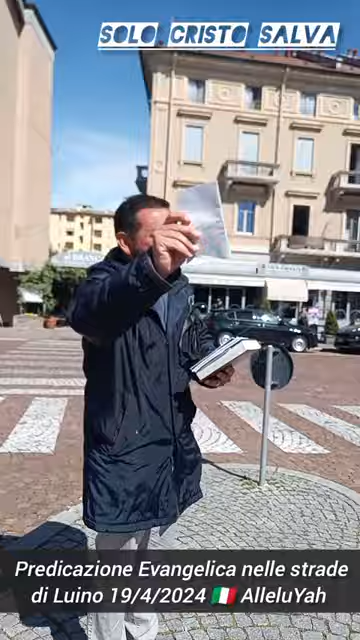 SOLO CRISTO SALVA
Predicazione Evangelica nelle strade
di Luino 19/4/2024 🇮🇹 AlleluYah